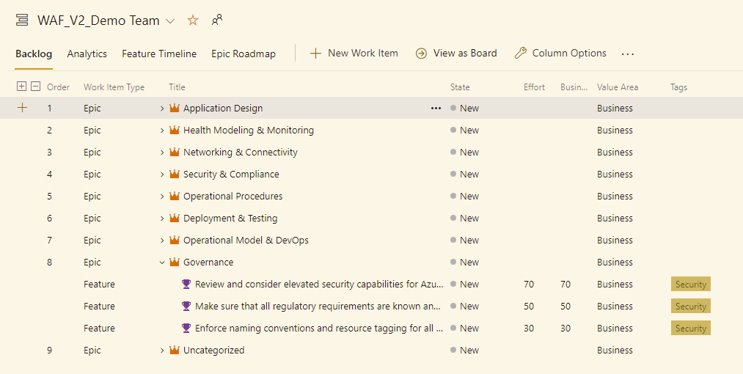 WAF_V2_Demo Team
Backlog Analytics Feature Timeline Epic Roadmap New Work Item View as Board Column Options ...
Order Work Item Type Title State Effort Busin... Value Area Tags
1 Epic Application Design ... New Business
2 Epic Health Modeling & Monitoring New Business
3 Epic Networking & Connectivity New Business
4 Epic Security & Compliance New Business
5 Epic Operational Procedures New Business
6 Epic Deployment & Testing New Business
7 Epic Operational Model & DevOps New Business
8 Epic Governance New Business
Feature Review and consider elevated security capabilities for Azu... New 70 70 Business Security
Feature Make sure that all regulatory requirements are known an... New 50 50 Business Security
Feature Enforce naming conventions and resource tagging for all ... New 30 30 Business Security
9 Epic Uncategorized New Business